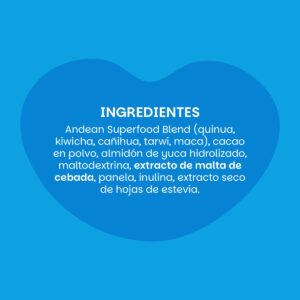 INGREDIENTES
Andean Superfood Blend (quinua,
kiwicha, cañihua, tarwi, maca), cacao
en polvo, almidón de yuca hidrolizado,
maltodextrina, extracto de malta de
cebada, panela, inulina, extracto seco
de hojas de estevia.